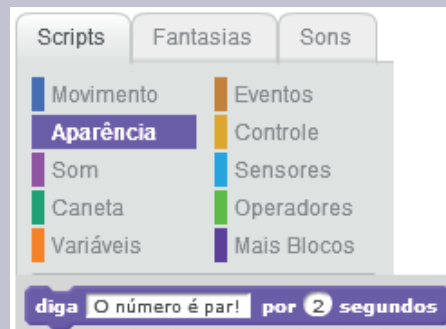 Scripts Fantasias Sons
Movimento Eventos
Aparência Controle
Som Sensores
Caneta Operadores
Variáveis Mais Blocos
diga O número é par! por 2 segundos